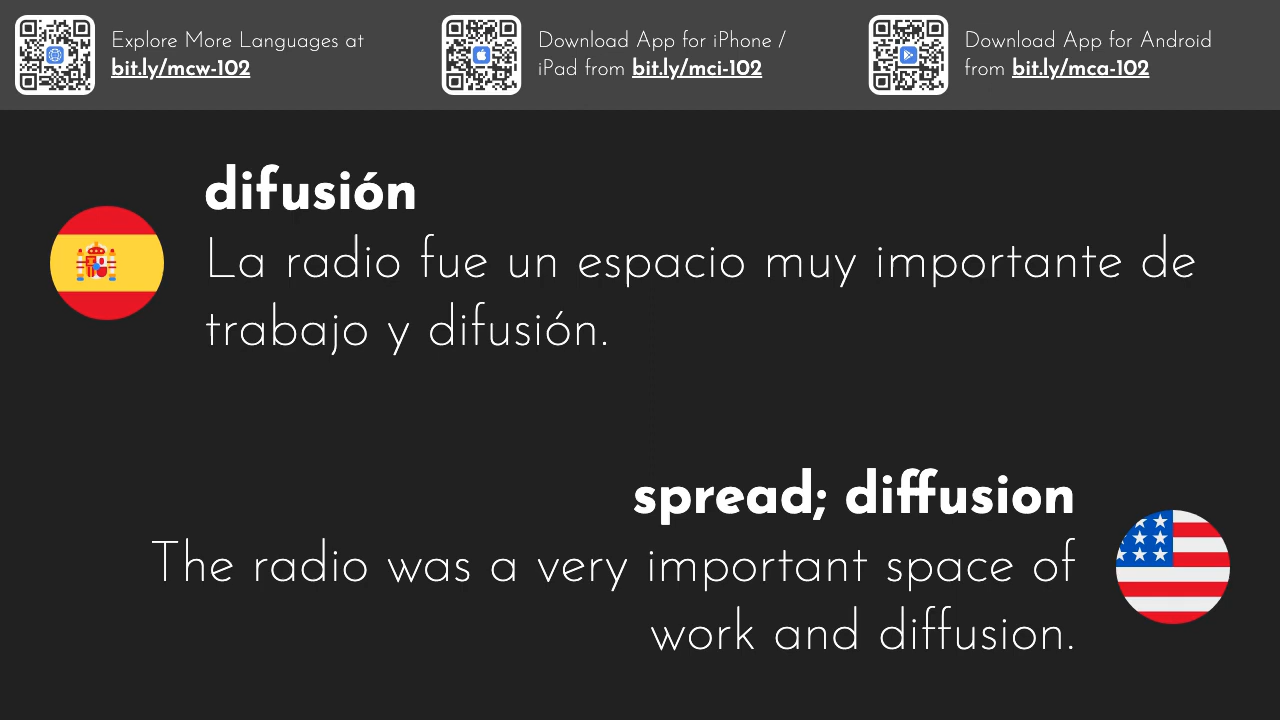 Explore More Languages at
bit.ly/mcw-102
Download App for iPhone /
iPad from bit.ly/mci-102
Download App for Android
from bit.ly/mca-102
difusión
La radio fue un espacio muy importante de
trabajo y difusión.
spread; diffusion
The radio was a very important space of
work and diffusion.